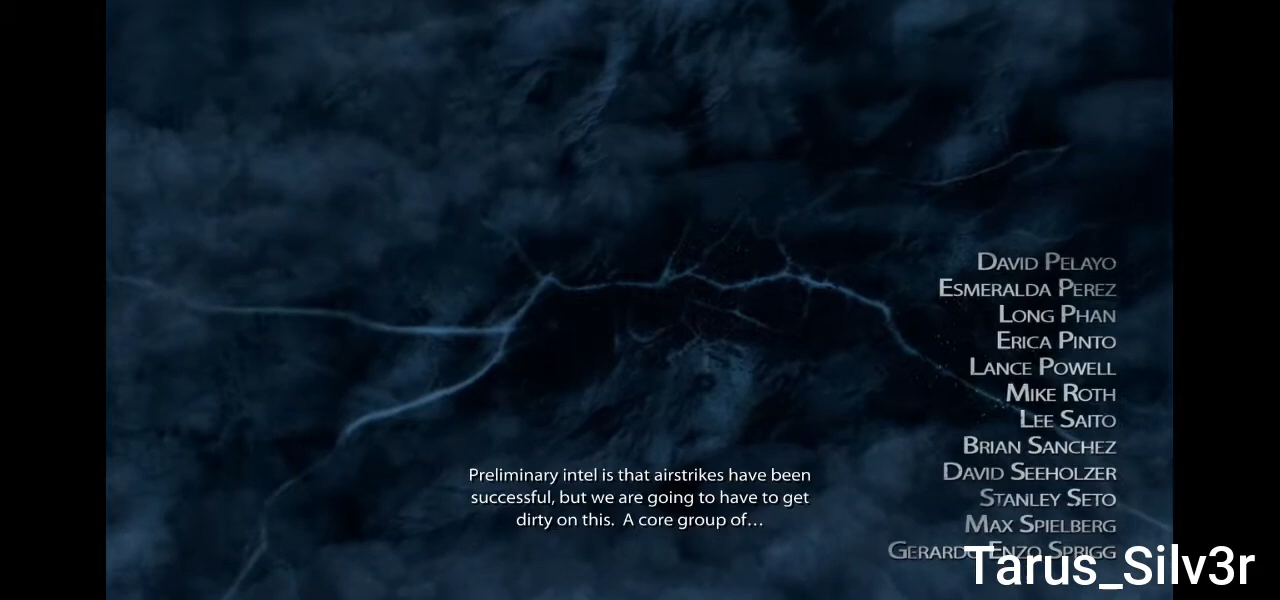 David Pelayo
Esmeralda Perez
Long Phan
Erica Pinto
Lance Powell
Mike Roth
Lee Saito
Brian Sanchez
David Seeholzer
Stanley Seto
Max Spielberg
Gerardo Enzo Sprigg
Preliminary intel is that airstrikes have been
successful, but we are going to have to get
dirty on this.  A core group of…
Tarus_Silv3r